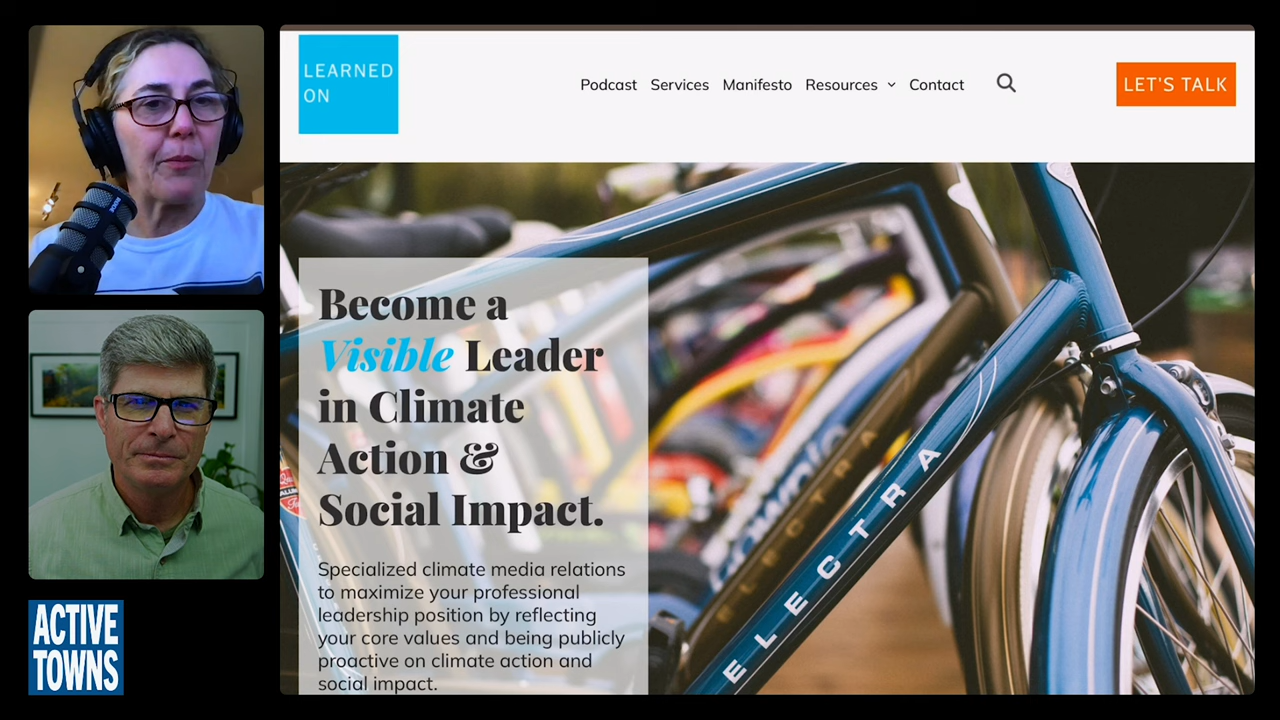 LEARNED
ON
Podcast Services Manifesto Resources Contact
LET'S TALK
Become a
Visible Leader
in Climate
Action &
Social Impact.
Specialized climate media relations
to maximize your professional
leadership position by reflecting
your core values and being publicly
proactive on climate action and
social impact.
ELECTRA
ACTIVE
TOWNS